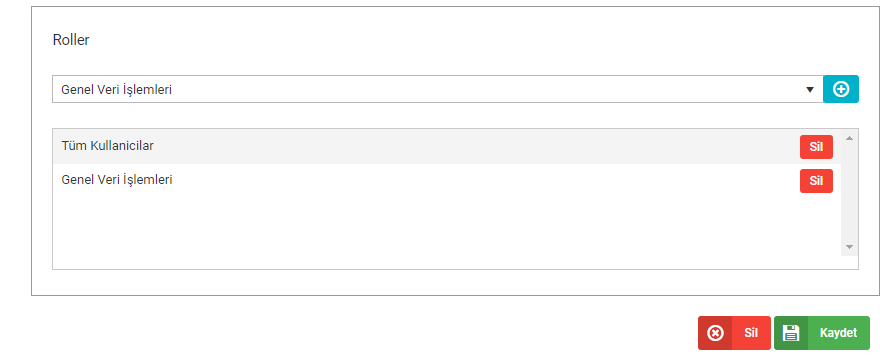 Roller
Genel Veri İşlemleri
Tüm Kullanicilar Sil
Genel Veri İşlemleri Sil
Sil Kaydet